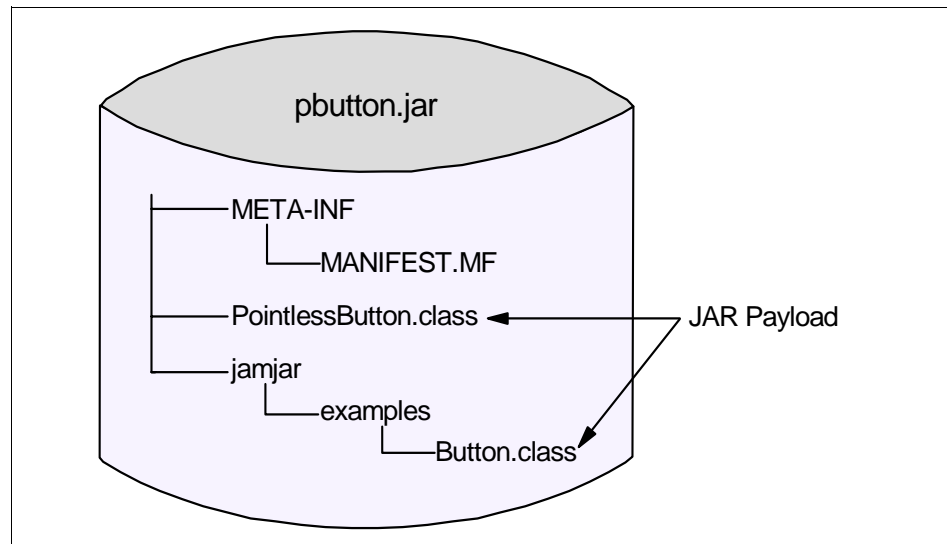 pbutton.jar
META-INF
MANIFEST.MF
PointlessButton.class
JAR Payload
jamjar
examples
Button.class